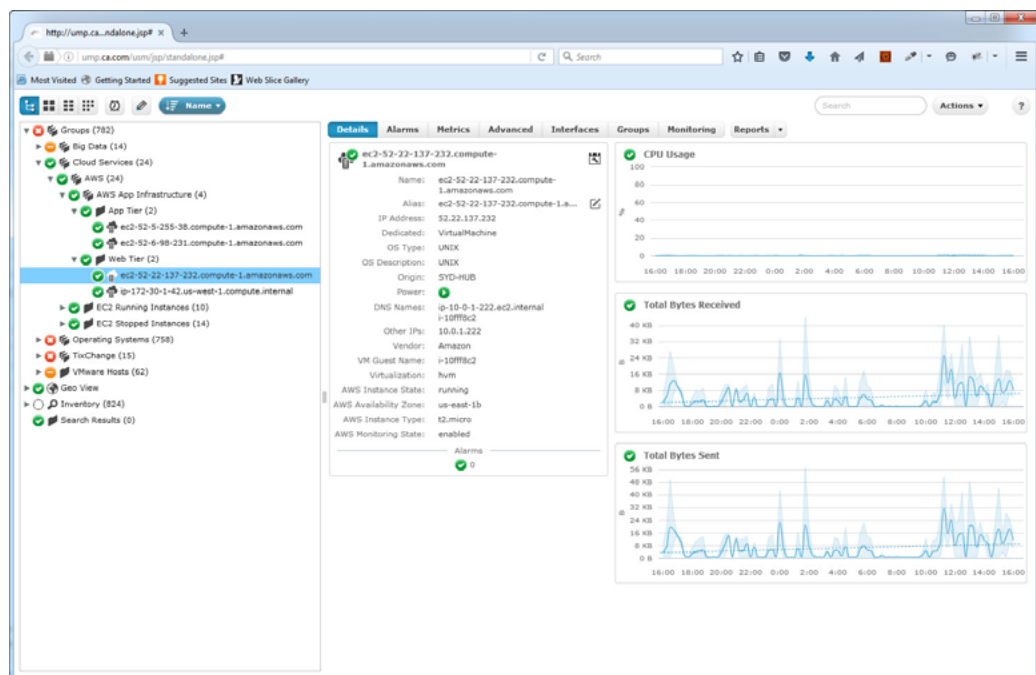 http://ump.ca...ndalone.jsp# × +
ump.ca.com/usm/jsp/standalone.jsp#
Search
Most Visited Getting Started Suggested Sites Web Slice Gallery
Name
Search
Actions
?
Groups (782)
Big Data (14)
Cloud Services (24)
AWS (24)
AWS App Infrastructure (4)
App Tier (2)
ec2-52-5-255-38.compute-1.amazonaws.com
ec2-52-6-98-231.compute-1.amazonaws.com
Web Tier (2)
ec2-52-22-137-232.compute-1.amazonaws.com
ip-172-30-1-42.us-west-1.compute.internal
EC2 Running Instances (10)
EC2 Stopped Instances (14)
Operating Systems (758)
TixChange (15)
VMware Hosts (62)
Geo View
Inventory (824)
Search Results (0)
Details Alarms Metrics Advanced Interfaces Groups Monitoring Reports
ec2-52-22-137-232.compute-
1.amazonaws.com
Name: ec2-52-22-137-232.compute-
1.amazonaws.com
Alias: ec2-52-22-137-232.compute-1.a...
IP Address: 52.22.137.232
Dedicated: VirtualMachine
OS Type: UNIX
OS Description: UNIX
Origin: SYD-HUB
Power:
DNS Names: ip-10-0-1-222.ec2.internal
i-10fff8c2
Other IPs: 10.0.1.222
Vendor: Amazon
VM Guest Name: i-10fff8c2
Virtualization: hvm
AWS Instance State: running
AWS Availability Zone: us-east-1b
AWS Instance Type: t2.micro
AWS Monitoring State: enabled
Alarms
0
CPU Usage
100
80
60
%
40
20
0
16:00 18:00 20:00 22:00 0:00 2:00 4:00 6:00 8:00 10:00 12:00 14:00 16:00
Total Bytes Received
40 KB
32 KB
24 KB
B
16 KB
8 KB
0 B
16:00 18:00 20:00 22:00 0:00 2:00 4:00 6:00 8:00 10:00 12:00 14:00 16:00
Total Bytes Sent
56 KB
48 KB
40 KB
32 KB
B
24 KB
16 KB
8 KB
0 B
16:00 18:00 20:00 22:00 0:00 2:00 4:00 6:00 8:00 10:00 12:00 14:00 16:00